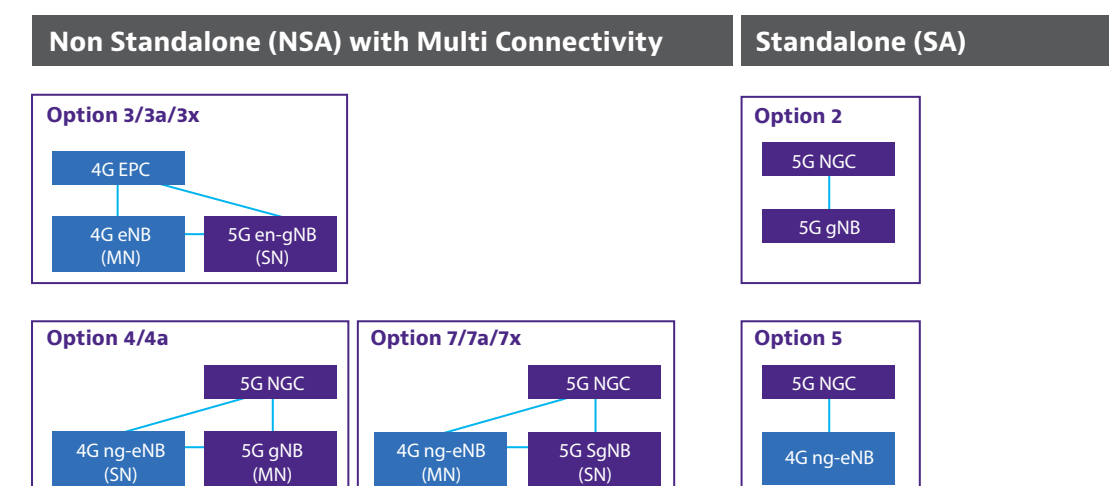 Non Standalone (NSA) with Multi Connectivity
Standalone (SA)
Option 3/3a/3x
4G EPC
4G eNB
(MN)
5G en-gNB
(SN)
Option 2
5G NGC
5G gNB
Option 4/4a
5G NGC
4G ng-eNB
(SN)
5G gNB
(MN)
Option 7/7a/7x
5G NGC
4G ng-eNB
(MN)
5G SgNB
(SN)
Option 5
5G NGC
4G ng-eNB